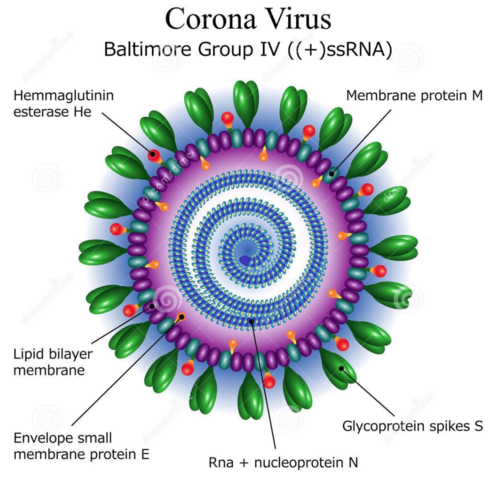 Corona Virus
Baltimore Group IV ((+)ssRNA)
Hemmaglutinin
esterase He
Membrane protein M
Lipid bilayer
membrane
Envelope small
membrane protein E
Rna + nucleoprotein N
Glycoprotein spikes S